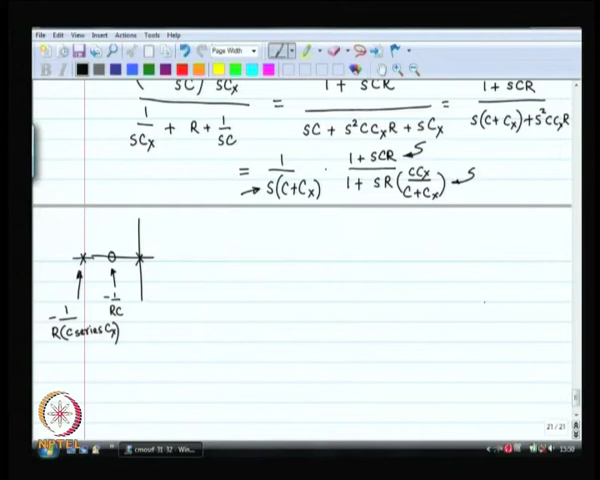 File Edit View Insert Actions Tools Help
Page Width
B I
SC) SCx 1 + SCR 1 + SCR
= =
1/SCx + R + 1/SC SC + S²CCxR + SCx S(C+Cx)+S²CCxR
= 1/S(C+Cx) · (1+SCR)/(1 + SR(CCx/C+Cx)) S S
-1/RC
-1/R(C series Cx)
NPTEL
21 / 21
cmosrf-31-32 - Win...
13:50